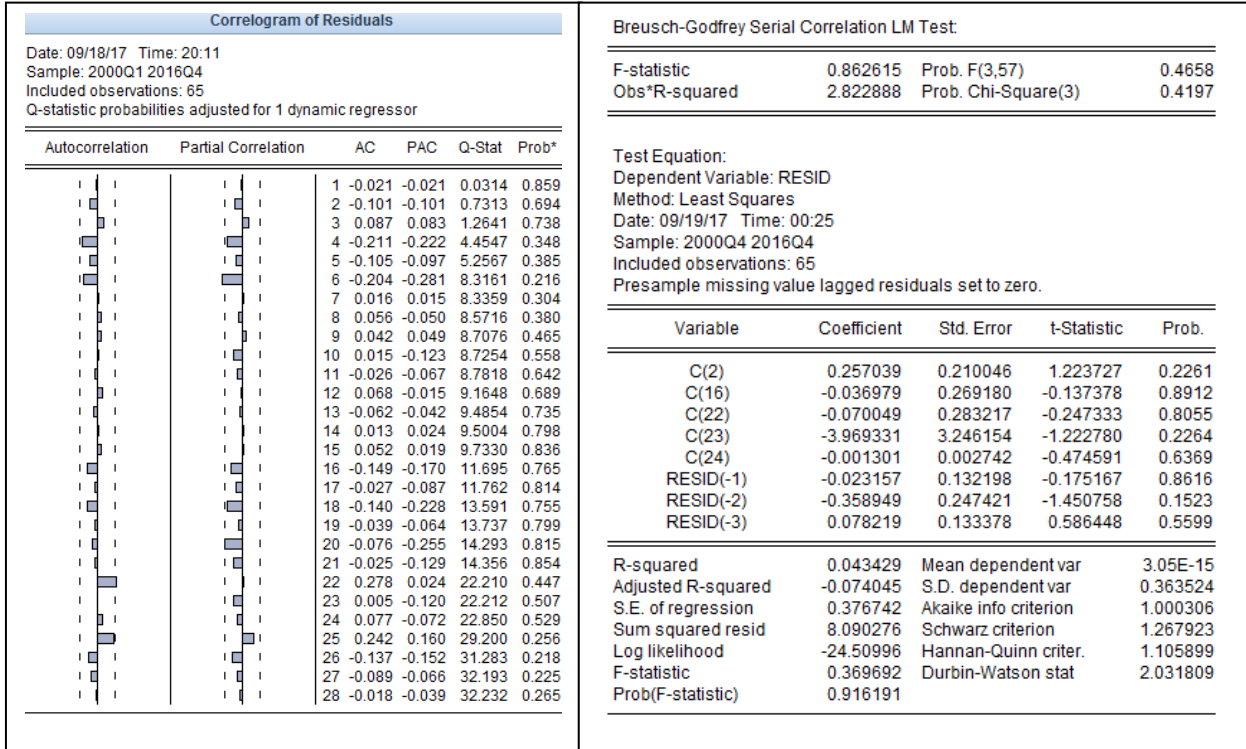 Correlogram of Residuals
Date: 09/18/17 Time: 20:11
Sample: 2000Q1 2016Q4
Included observations: 65
Q-statistic probabilities adjusted for 1 dynamic regressor
Autocorrelation Partial Correlation AC PAC Q-Stat Prob*
1 -0.021 -0.021 0.0314 0.859
2 -0.101 -0.101 0.7313 0.694
3 0.087 0.083 1.2641 0.738
4 -0.211 -0.222 4.4547 0.348
5 -0.105 -0.097 5.2567 0.385
6 -0.204 -0.281 8.3161 0.216
7 0.016 0.015 8.3359 0.304
8 0.056 -0.050 8.5716 0.380
9 0.042 0.049 8.7076 0.465
10 0.015 -0.123 8.7254 0.558
11 -0.026 -0.067 8.7818 0.642
12 0.068 -0.015 9.1648 0.689
13 -0.062 -0.042 9.4854 0.735
14 0.013 0.024 9.5004 0.798
15 0.052 0.019 9.7330 0.836
16 -0.149 -0.170 11.695 0.765
17 -0.027 -0.087 11.762 0.814
18 -0.140 -0.228 13.591 0.755
19 -0.039 -0.064 13.737 0.799
20 -0.076 -0.255 14.293 0.815
21 -0.025 -0.129 14.356 0.854
22 0.278 0.024 22.210 0.447
23 0.005 -0.120 22.212 0.507
24 0.077 -0.072 22.850 0.529
25 0.242 0.160 29.200 0.256
26 -0.137 -0.152 31.283 0.218
27 -0.089 -0.066 32.193 0.225
28 -0.018 -0.039 32.232 0.265
Breusch-Godfrey Serial Correlation LM Test:
F-statistic 0.862615 Prob. F(3,57) 0.4658
Obs*R-squared 2.822888 Prob. Chi-Square(3) 0.4197
Test Equation:
Dependent Variable: RESID
Method: Least Squares
Date: 09/19/17 Time: 00:25
Sample: 2000Q4 2016Q4
Included observations: 65
Presample missing value lagged residuals set to zero.
Variable Coefficient Std. Error t-Statistic Prob.
C(2) 0.257039 0.210046 1.223727 0.2261
C(16) -0.036979 0.269180 -0.137378 0.8912
C(22) -0.070049 0.283217 -0.247333 0.8055
C(23) -3.969331 3.246154 -1.222780 0.2264
C(24) -0.001301 0.002742 -0.474591 0.6369
RESID(-1) -0.023157 0.132198 -0.175167 0.8616
RESID(-2) -0.358949 0.247421 -1.450758 0.1523
RESID(-3) 0.078219 0.133378 0.586448 0.5599
R-squared 0.043429 Mean dependent var 3.05E-15
Adjusted R-squared -0.074045 S.D. dependent var 0.363524
S.E. of regression 0.376742 Akaike info criterion 1.000306
Sum squared resid 8.090276 Schwarz criterion 1.267923
Log likelihood -24.50996 Hannan-Quinn criter. 1.105899
F-statistic 0.369692 Durbin-Watson stat 2.031809
Prob(F-statistic) 0.916191